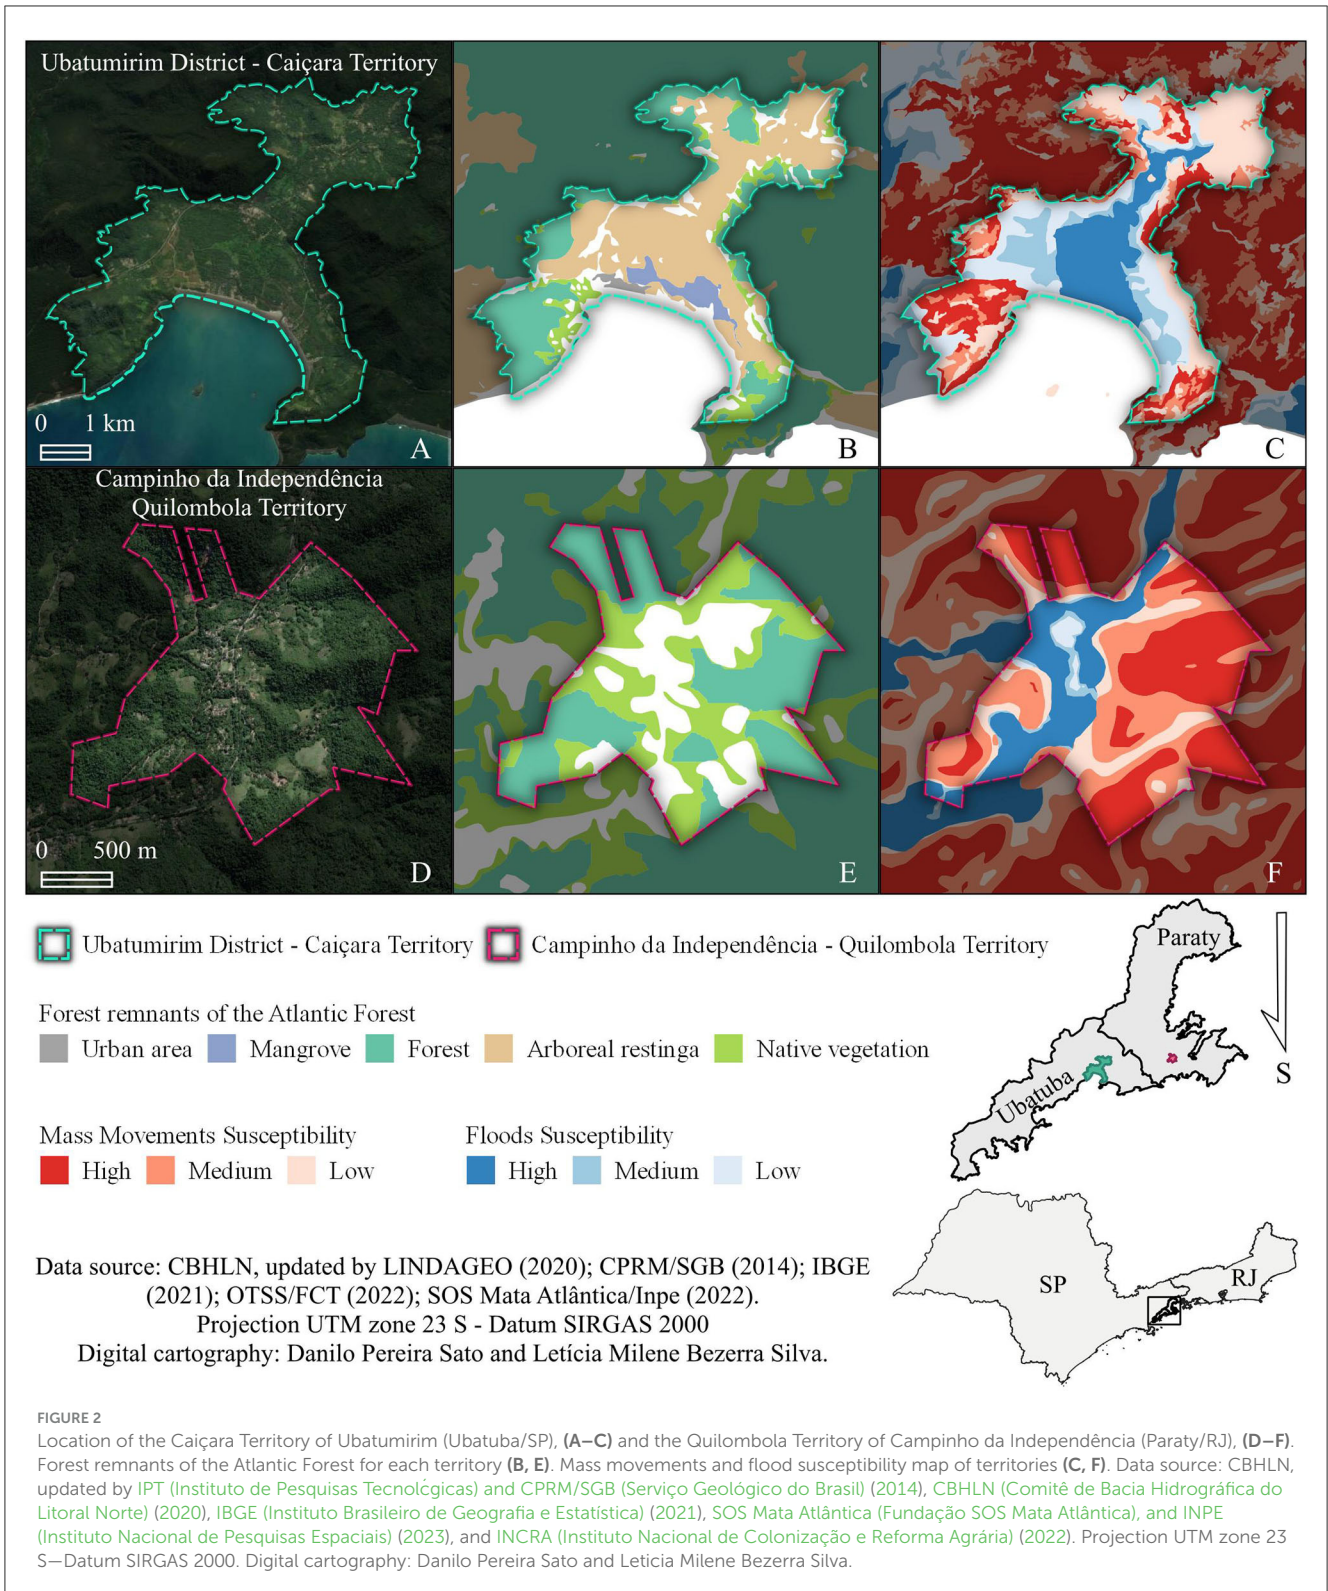 Ubatumirim District - Caiçara Territory
0 1 km
A
B
C
Campinho da Independência
Quilombola Territory
0 500 m
D
E
F
Ubatumirim District - Caiçara Territory
Campinho da Independência - Quilombola Territory
Forest remnants of the Atlantic Forest
Urban area
Mangrove
Forest
Arboreal restinga
Native vegetation
Mass Movements Susceptibility
High
Medium
Low
Floods Susceptibility
High
Medium
Low
Paraty
Ubatuba
S
SP
RJ
Data source: CBHLN, updated by LINDAGEO (2020); CPRM/SGB (2014); IBGE
(2021); OTSS/FCT (2022); SOS Mata Atlântica/Inpe (2022).
Projection UTM zone 23 S - Datum SIRGAS 2000
Digital cartography: Danilo Pereira Sato and Letícia Milene Bezerra Silva.
FIGURE 2
Location of the Caiçara Territory of Ubatumirim (Ubatuba/SP), (A–C) and the Quilombola Territory of Campinho da Independência (Paraty/RJ), (D–F).
Forest remnants of the Atlantic Forest for each territory (B, E). Mass movements and flood susceptibility map of territories (C, F). Data source: CBHLN,
updated by IPT (Instituto de Pesquisas Tecnolćgicas) and CPRM/SGB (Serviço Geológico do Brasil) (2014), CBHLN (Comitê de Bacia Hidrográfica do
Litoral Norte) (2020), IBGE (Instituto Brasileiro de Geografia e Estatística) (2021), SOS Mata Atlântica (Fundação SOS Mata Atlântica), and INPE
(Instituto Nacional de Pesquisas Espaciais) (2023), and INCRA (Instituto Nacional de Colonização e Reforma Agrária) (2022). Projection UTM zone 23
S—Datum SIRGAS 2000. Digital cartography: Danilo Pereira Sato and Leticia Milene Bezerra Silva.